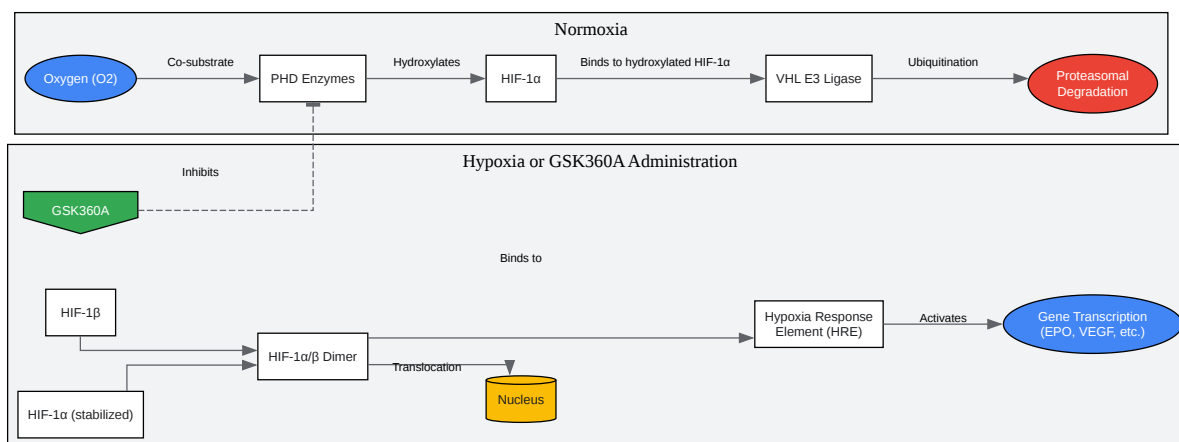 Normoxia
Co-substrate
Hydroxylates
Binds to hydroxylated HIF-1α
Ubiquitination
Oxygen (O2)
PHD Enzymes
HIF-1α
VHL E3 Ligase
Proteasomal
Degradation
Hypoxia or GSK360A Administration
Inhibits
GSK360A
Binds to
HIF-1β
Hypoxia Response
Element (HRE)
Activates
Gene Transcription
(EPO, VEGF, etc.)
HIF-1α/β Dimer
Translocation
Nucleus
HIF-1α (stabilized)